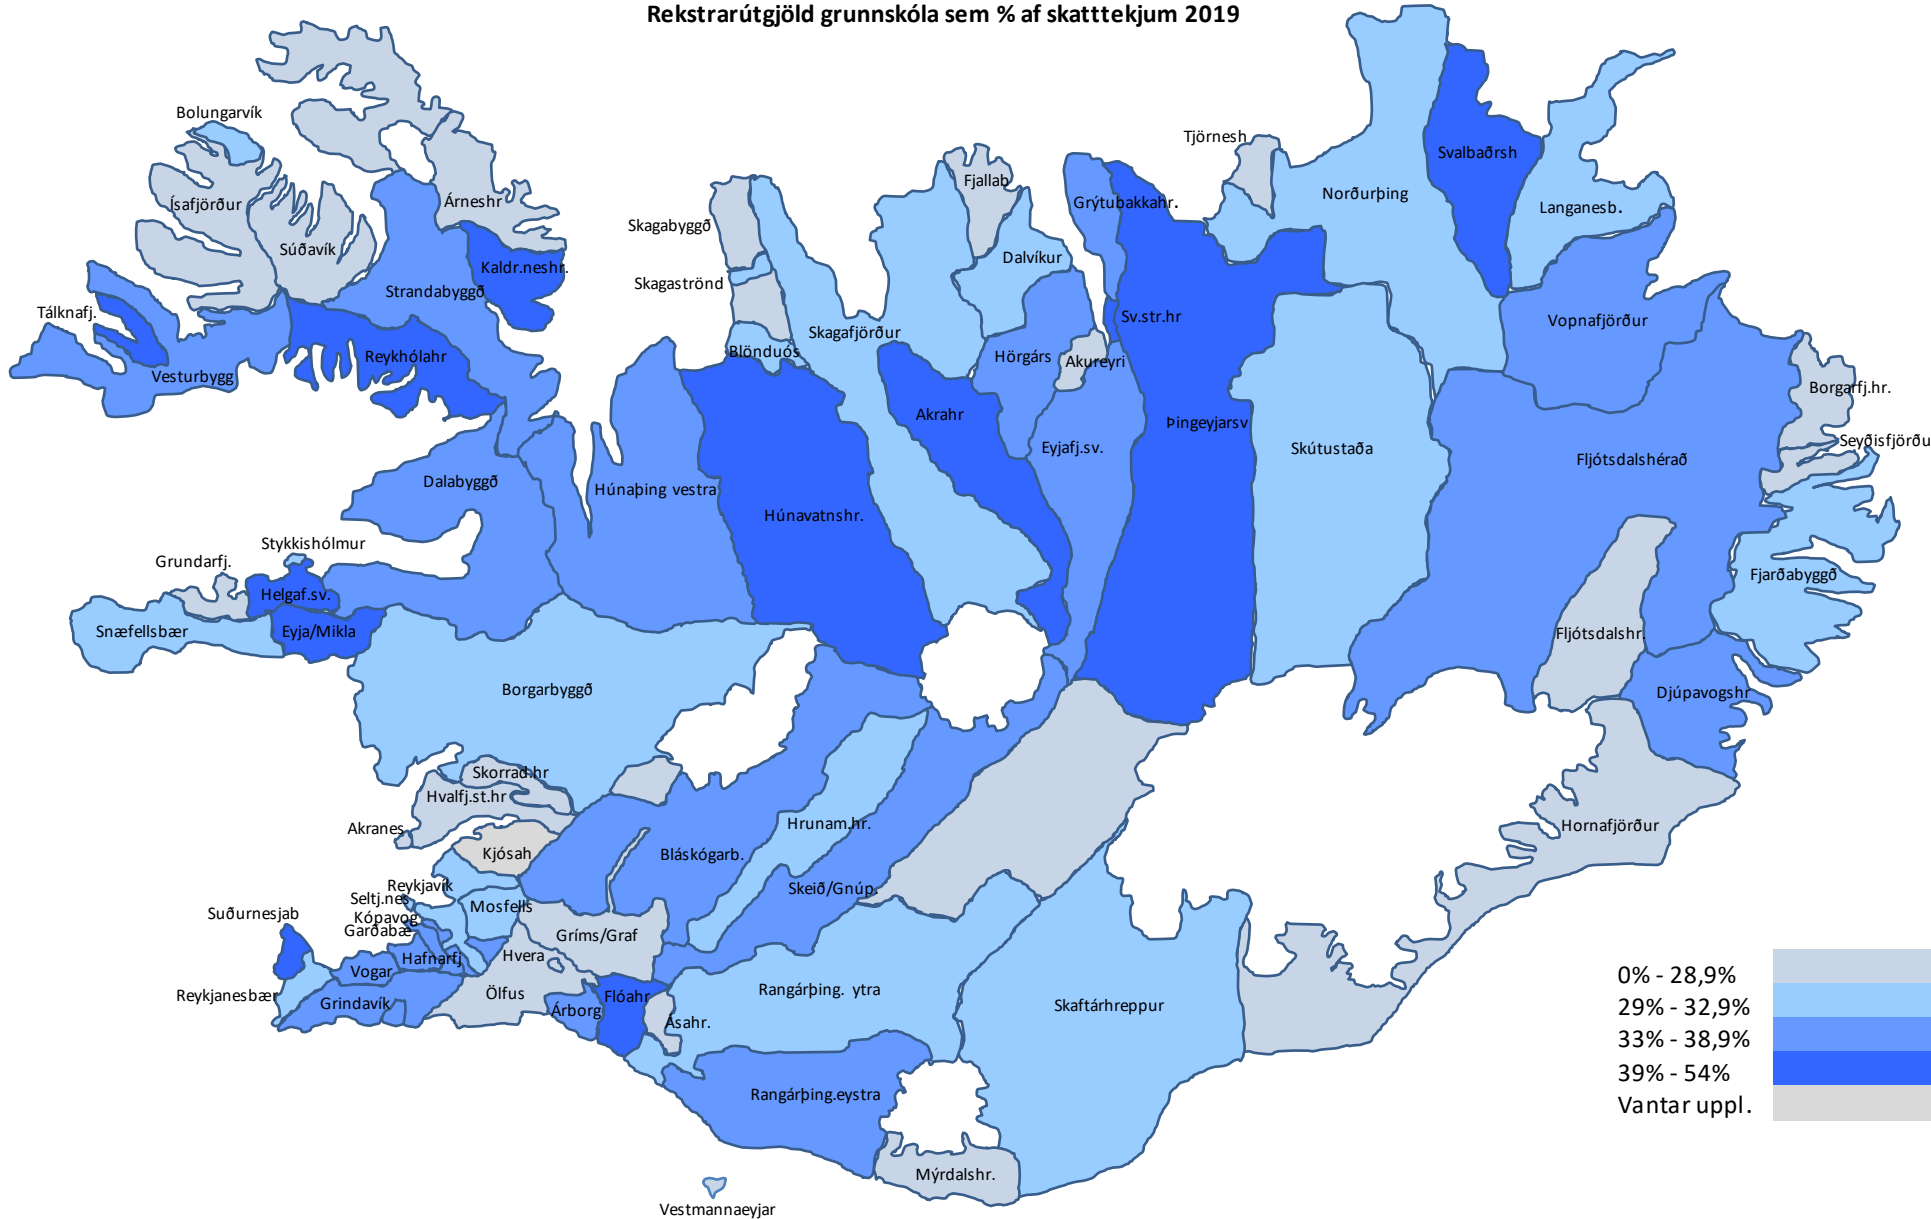 Rekstrarútgjöld grunnskóla sem % af skatttekjum 2019
Bolungarvík
Tjörnesh
Svalbaðrsh
Fjallab
Ísafjörður
Árneshr
Grýtubakkahr.
Norðurþing
Langanesb.
Skagabyggð
Súðavík
Dalvíkur
Kaldr.neshr.
Skagaströnd
Strandabyggð
Tálknafj.
Sv.str.hr
Vopnafjörður
Skagafjörður
Blönduós
Reykhólahr
Hörgárs
Akureyri
Vesturbygg
Borgarfj.hr.
Akrahr
Þingeyjarsv
Seyðisfjörðu
Eyjafj.sv.
Skútustaða
Fljótsdalshérað
Dalabyggð
Húnaþing vestra
Húnavatnshr.
Stykkishólmur
Grundarfj.
Fjarðabyggð
Helgaf.sv.
Snæfellsbær
Eyja/Mikla
Fljótsdalshr.
Borgarbyggð
Djúpavogshr
Skorrad.hr
Hvalfj.st.hr
Akranes
Hrunam.hr.
Hornafjörður
Kjósah
Bláskógarb.
Reykjavík
Skeið/Gnúp.
Seltj.nes
Mosfells
Suðurnesjab
Kópavog
Garðabæ
Gríms/Graf
Hafnarfj
Hvera
Vogar
0% - 28,9%
Reykjanesbær
Grindavík
Ölfus
Flóahr
Rangárþing. ytra
29% - 32,9%
Árborg
Ásahr.
Skaftárhreppur
33% - 38,9%
39% - 54%
Rangárþing.eystra
Vantar uppl.
Mýrdalshr.
Vestmannaeyjar